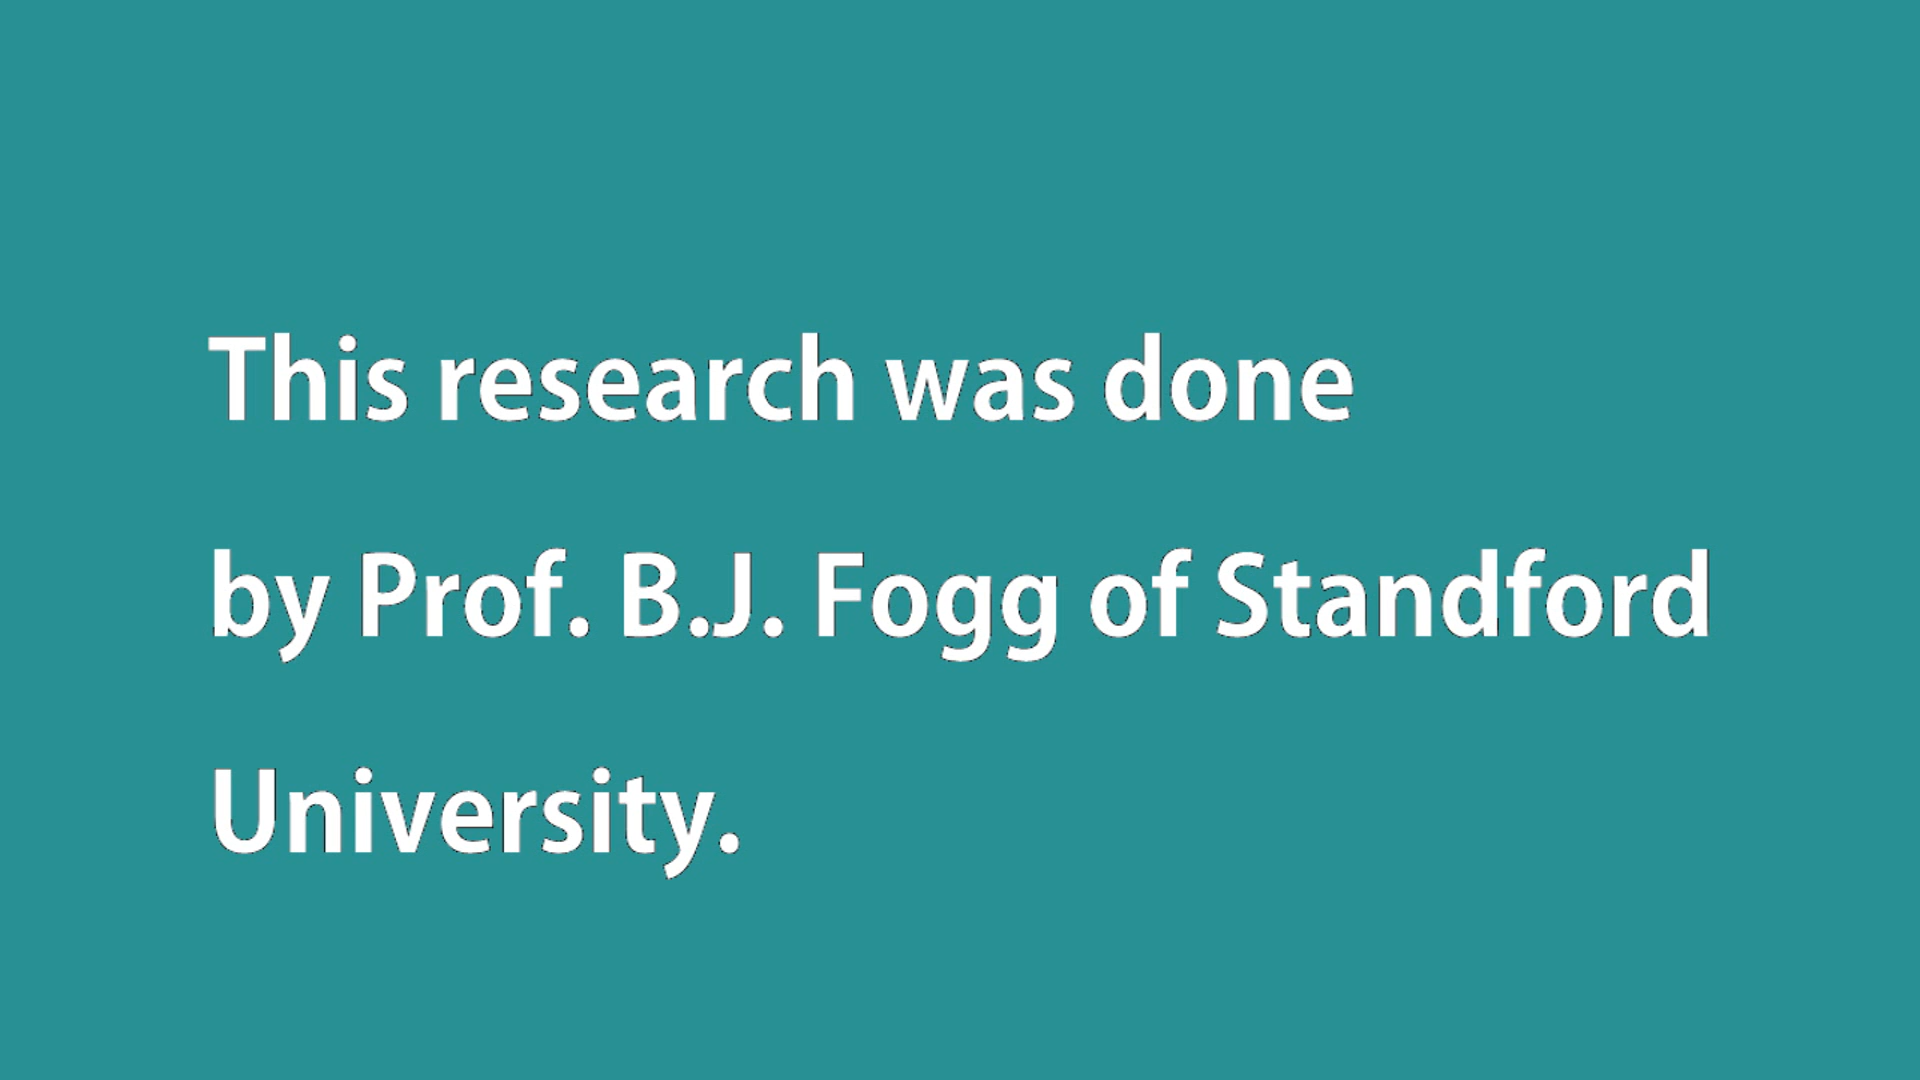 This research was done
by Prof. B.J. Fogg of Standford
University.